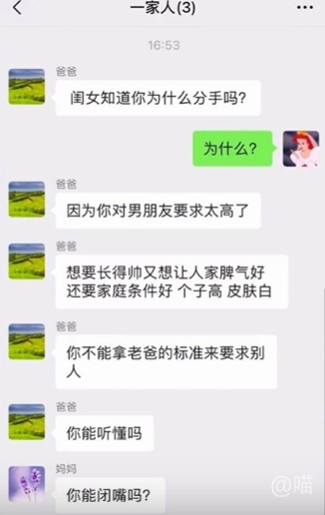 一家人(3)
16:53
爸爸
闺女知道你为什么分手吗?
为什么?
爸爸
因为你对男朋友要求太高了
爸爸
想要长得帅又想让人家脾气好
还要家庭条件好 个子高 皮肤白
爸爸
你不能拿老爸的标准来要求别
人
爸爸
你能听懂吗
妈妈
你能闭嘴吗?
@喵